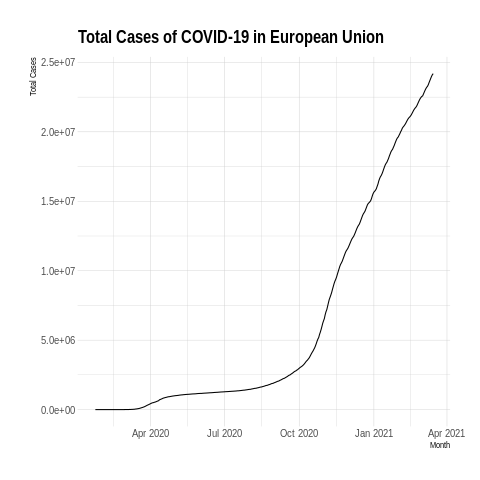 Total Cases of COVID-19 in European Union
Total Cases
2.5e+07
2.0e+07
1.5e+07
1.0e+07
5.0e+06
0.0e+00
Apr 2020 Jul 2020 Oct 2020 Jan 2021 Apr 2021
Month